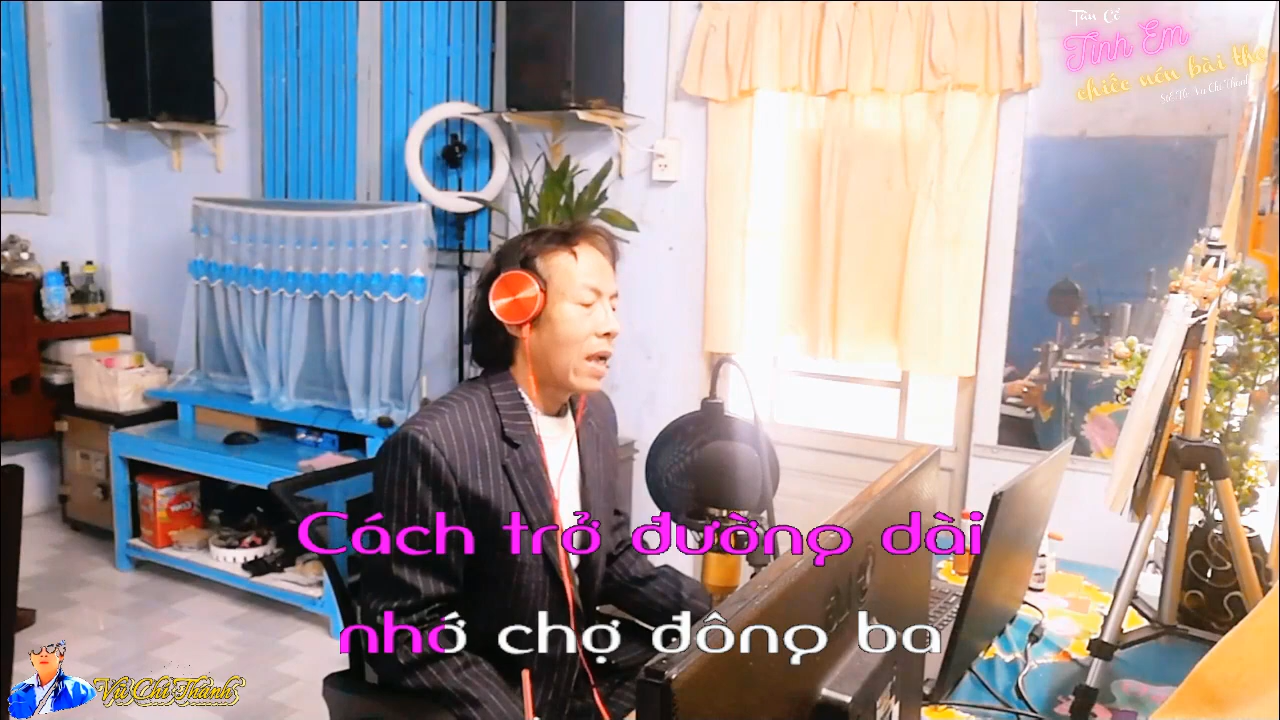 Tân Cổ
Tình Em
chiếc nón bài thơ
Cách trở đường dài
nhớ chợ đông ba
Vũ Chí Thành